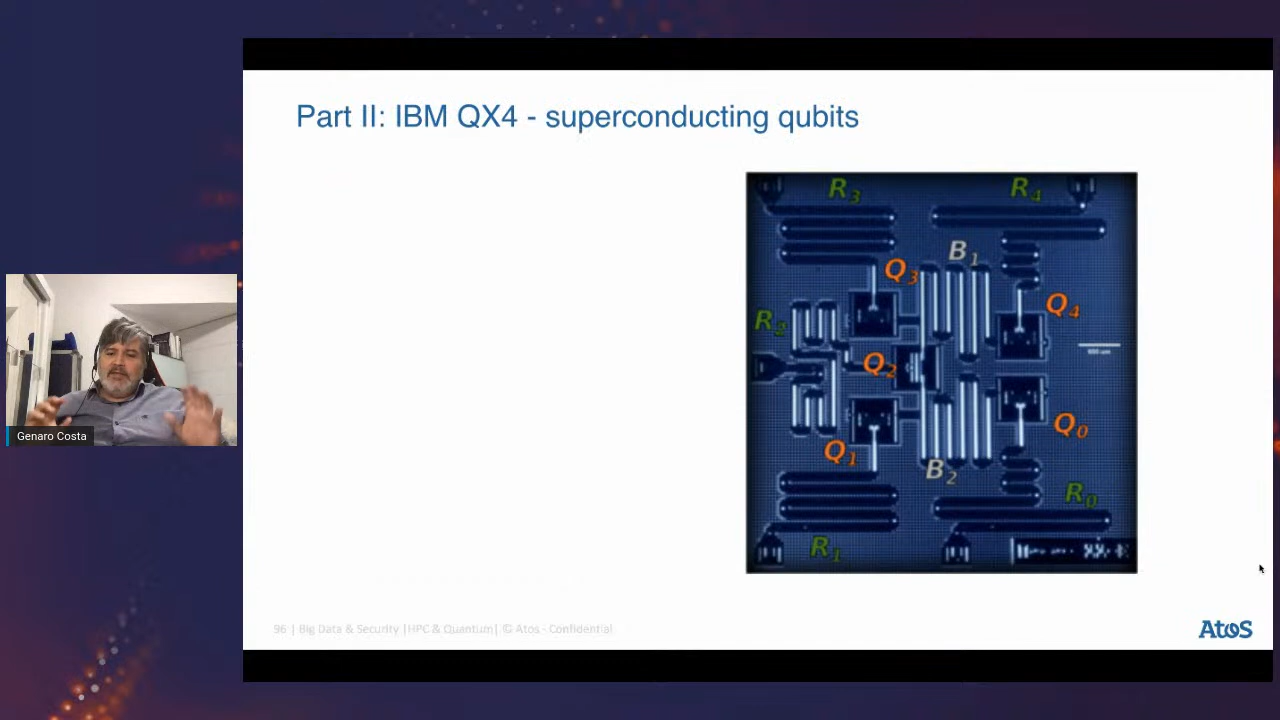 Part II: IBM QX4 - superconducting qubits
R3
R4
B1
Q3
Q4
R2
Q2
Q0
Q1
B2
R0
R1
Genaro Costa
96 | Big Data & Security |HPC & Quantum| © Atos - Confidential
Atos